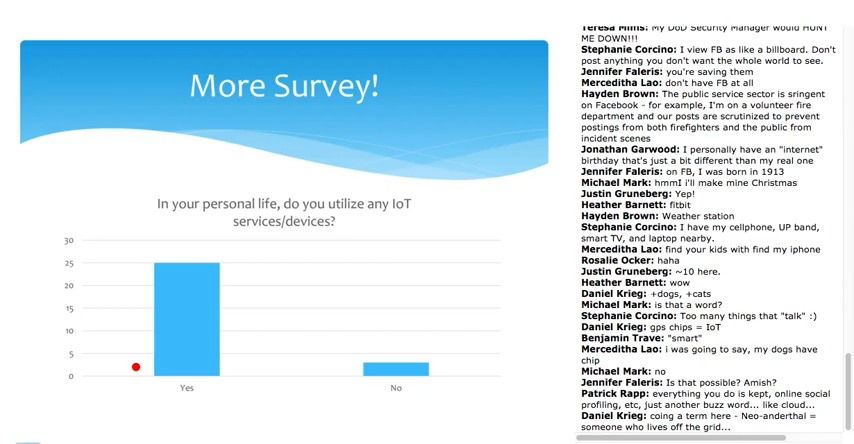 More Survey!
In your personal life, do you utilize any IoT
services/devices?
30
25
20
15
10
5
0
Yes
No
Teresa Mills: My DoD Security Manager would HUNT
ME DOWN!!!
Stephanie Corcino: I view FB as like a billboard. Don't
post anything you don't want the whole world to see.
Jennifer Faleris: you're saving them
Merceditha Lao: don't have FB at all
Hayden Brown: The public service sector is sringent
on Facebook - for example, I'm on a volunteer fire
department and our posts are scrutinized to prevent
postings from both firefighters and the public from
incident scenes
Jonathan Garwood: I personally have an "internet"
birthday that's just a bit different than my real one
Jennifer Faleris: on FB, I was born in 1913
Michael Mark: hmmI i'll make mine Christmas
Justin Gruneberg: Yep!
Heather Barnett: fitbit
Hayden Brown: Weather station
Stephanie Corcino: I have my cellphone, UP band,
smart TV, and laptop nearby.
Merceditha Lao: find your kids with find my iphone
Rosalie Ocker: haha
Justin Gruneberg: ~10 here.
Heather Barnett: wow
Daniel Krieg: +dogs, +cats
Michael Mark: is that a word?
Stephanie Corcino: Too many things that "talk" :)
Daniel Krieg: gps chips = IoT
Benjamin Trave: "smart"
Merceditha Lao: i was going to say, my dogs have
chip
Michael Mark: no
Jennifer Faleris: Is that possible? Amish?
Patrick Rapp: everything you do is kept, online social
profiling, etc, just another buzz word... like cloud...
Daniel Krieg: coing a term here - Neo-anderthal =
someone who lives off the grid...